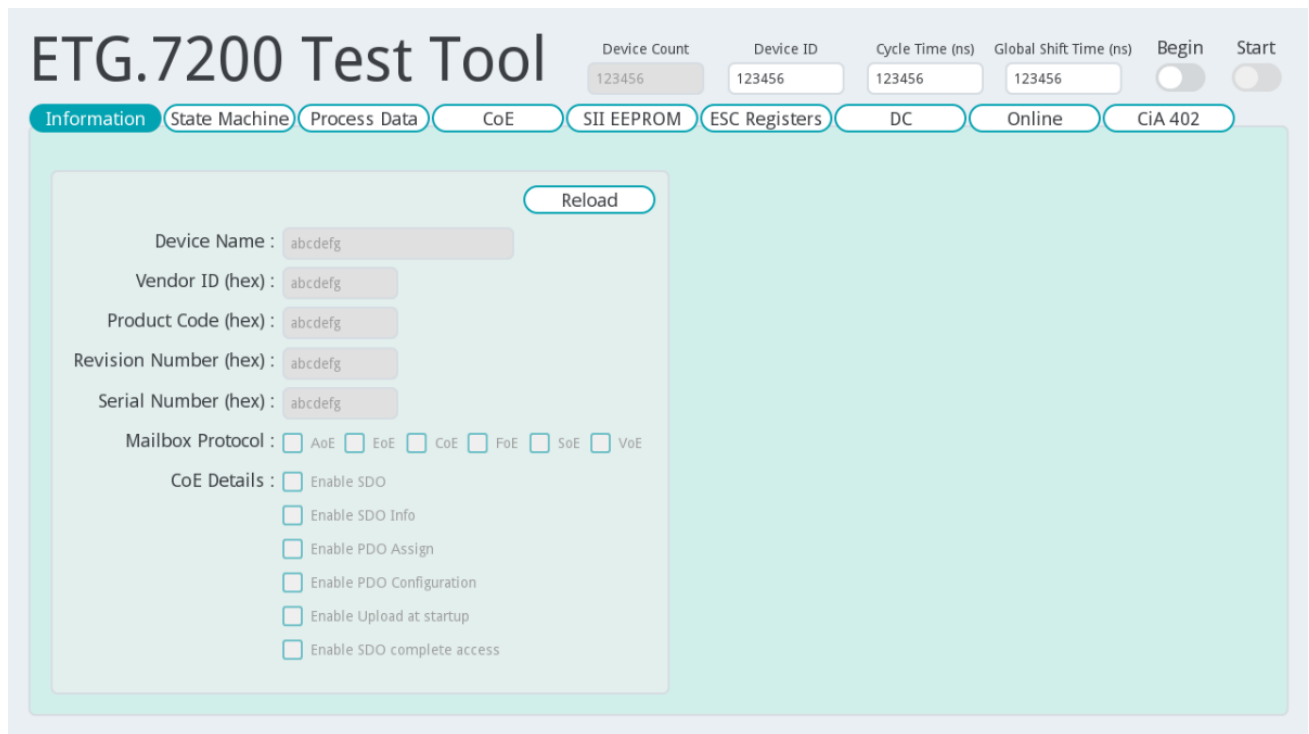 ETG.7200 Test Tool
Device Count Device ID Cycle Time (ns) Global Shift Time (ns) Begin Start
123456 123456 123456 123456
Information State Machine Process Data CoE SII EEPROM ESC Registers DC Online CiA 402
Reload
Device Name : abcdefg
Vendor ID (hex) : abcdefg
Product Code (hex) : abcdefg
Revision Number (hex) : abcdefg
Serial Number (hex) : abcdefg
Mailbox Protocol : AoE EoE CoE FoE SoE VoE
CoE Details : Enable SDO
Enable SDO Info
Enable PDO Assign
Enable PDO Configuration
Enable Upload at startup
Enable SDO complete access